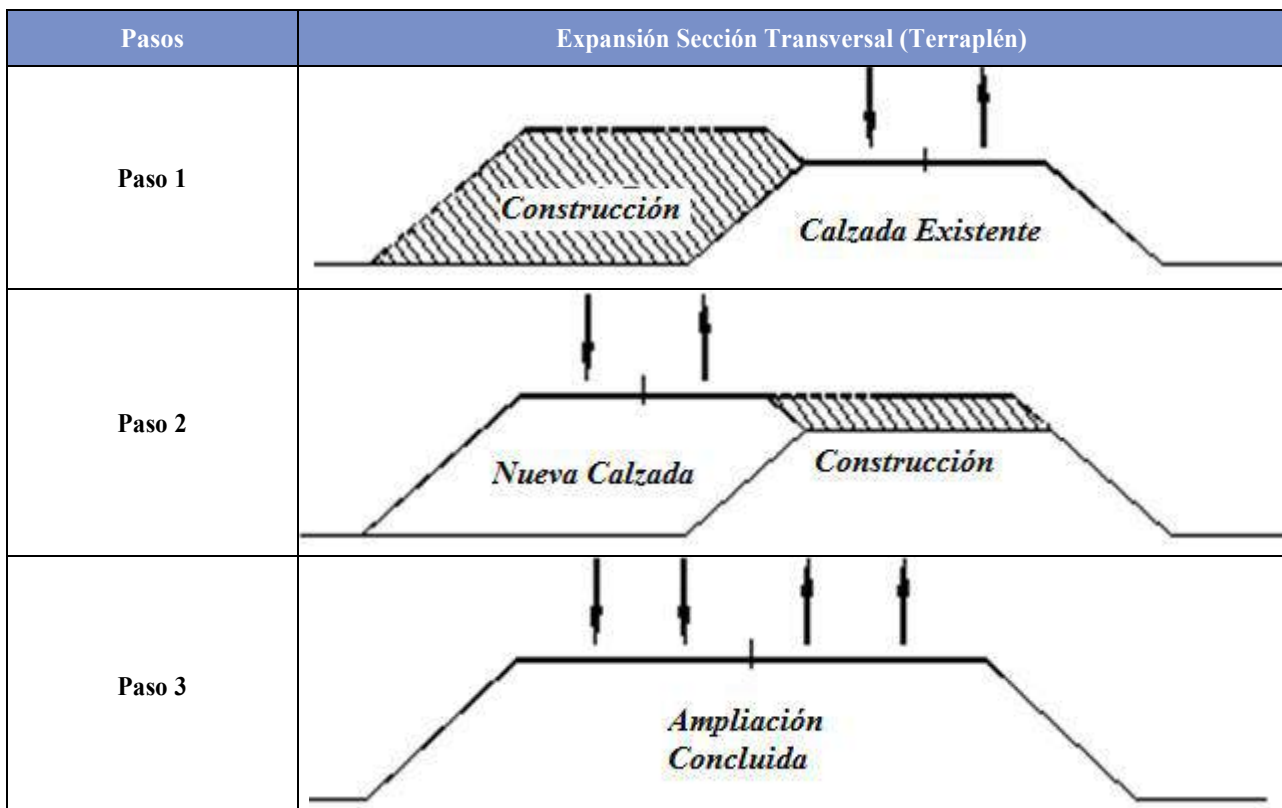 Pasos
Expansión Sección Transversal (Terraplén)
Paso 1
Construcción
Calzada Existente
Paso 2
Nueva Calzada
Construcción
Paso 3
Ampliación
Concluida